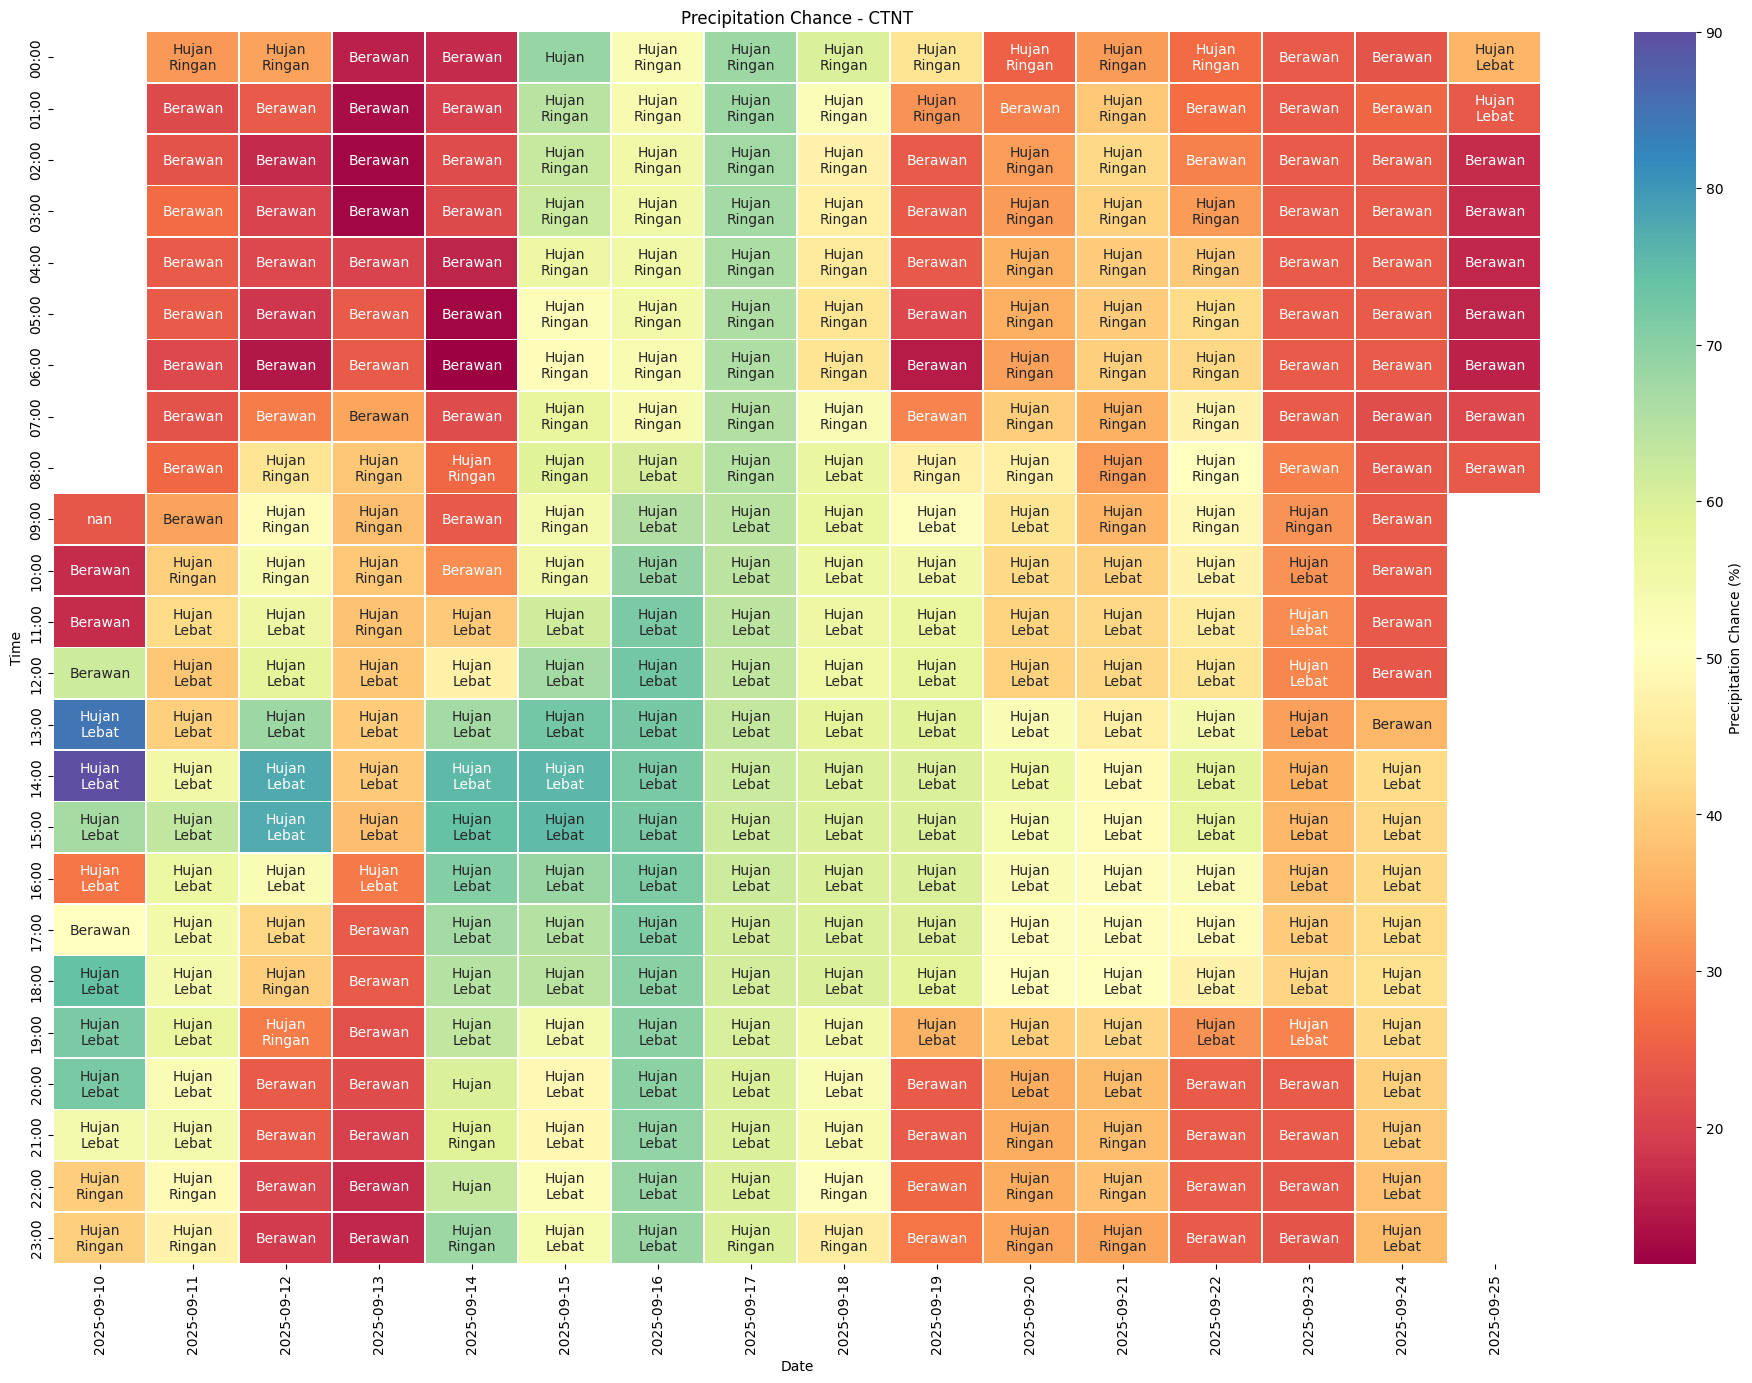 Precipitation Chance - CTNT
00:00 Hujan Ringan Hujan Ringan Berawan Berawan Hujan Hujan Ringan Hujan Ringan Hujan Ringan Hujan Ringan Hujan Ringan Hujan Ringan Hujan Ringan Berawan Berawan Hujan Lebat
01:00 Berawan Berawan Berawan Berawan Hujan Ringan Hujan Ringan Hujan Ringan Hujan Ringan Hujan Ringan Berawan Hujan Ringan Berawan Berawan Berawan Hujan Lebat
02:00 Berawan Berawan Berawan Berawan Hujan Ringan Hujan Ringan Hujan Ringan Hujan Ringan Berawan Hujan Ringan Hujan Ringan Berawan Berawan Berawan Berawan
03:00 Berawan Berawan Berawan Berawan Hujan Ringan Hujan Ringan Hujan Ringan Hujan Ringan Berawan Hujan Ringan Hujan Ringan Hujan Ringan Berawan Berawan Berawan
04:00 Berawan Berawan Berawan Berawan Hujan Ringan Hujan Ringan Hujan Ringan Hujan Ringan Berawan Hujan Ringan Hujan Ringan Hujan Ringan Berawan Berawan Berawan
05:00 Berawan Berawan Berawan Berawan Hujan Ringan Hujan Ringan Hujan Ringan Hujan Ringan Berawan Hujan Ringan Hujan Ringan Hujan Ringan Berawan Berawan Berawan
06:00 Berawan Berawan Berawan Berawan Hujan Ringan Hujan Ringan Hujan Ringan Hujan Ringan Berawan Hujan Ringan Hujan Ringan Hujan Ringan Berawan Berawan Berawan
07:00 Berawan Berawan Berawan Berawan Hujan Ringan Hujan Ringan Hujan Ringan Hujan Ringan Berawan Hujan Ringan Hujan Ringan Hujan Ringan Berawan Berawan Berawan
08:00 Berawan Hujan Ringan Hujan Ringan Hujan Ringan Hujan Ringan Hujan Lebat Hujan Ringan Hujan Lebat Hujan Ringan Hujan Ringan Hujan Ringan Hujan Ringan Berawan Berawan Berawan
09:00 nan Berawan Hujan Ringan Hujan Ringan Berawan Hujan Ringan Hujan Lebat Hujan Lebat Hujan Lebat Hujan Lebat Hujan Lebat Hujan Ringan Hujan Ringan Hujan Ringan Berawan
10:00 Berawan Hujan Ringan Hujan Ringan Hujan Ringan Berawan Hujan Ringan Hujan Lebat Hujan Lebat Hujan Lebat Hujan Lebat Hujan Lebat Hujan Lebat Hujan Lebat Hujan Lebat Berawan
11:00 Berawan Hujan Lebat Hujan Lebat Hujan Ringan Hujan Lebat Hujan Lebat Hujan Lebat Hujan Lebat Hujan Lebat Hujan Lebat Hujan Lebat Hujan Lebat Hujan Lebat Hujan Lebat Berawan
12:00 Berawan Hujan Lebat Hujan Lebat Hujan Lebat Hujan Lebat Hujan Lebat Hujan Lebat Hujan Lebat Hujan Lebat Hujan Lebat Hujan Lebat Hujan Lebat Hujan Lebat Hujan Lebat Berawan
13:00 Hujan Lebat Hujan Lebat Hujan Lebat Hujan Lebat Hujan Lebat Hujan Lebat Hujan Lebat Hujan Lebat Hujan Lebat Hujan Lebat Hujan Lebat Hujan Lebat Hujan Lebat Hujan Lebat Berawan
14:00 Hujan Lebat Hujan Lebat Hujan Lebat Hujan Lebat Hujan Lebat Hujan Lebat Hujan Lebat Hujan Lebat Hujan Lebat Hujan Lebat Hujan Lebat Hujan Lebat Hujan Lebat Hujan Lebat Hujan Lebat
15:00 Hujan Lebat Hujan Lebat Hujan Lebat Hujan Lebat Hujan Lebat Hujan Lebat Hujan Lebat Hujan Lebat Hujan Lebat Hujan Lebat Hujan Lebat Hujan Lebat Hujan Lebat Hujan Lebat Hujan Lebat
16:00 Hujan Lebat Hujan Lebat Hujan Lebat Hujan Lebat Hujan Lebat Hujan Lebat Hujan Lebat Hujan Lebat Hujan Lebat Hujan Lebat Hujan Lebat Hujan Lebat Hujan Lebat Hujan Lebat Hujan Lebat
17:00 Berawan Hujan Lebat Hujan Lebat Berawan Hujan Lebat Hujan Lebat Hujan Lebat Hujan Lebat Hujan Lebat Hujan Lebat Hujan Lebat Hujan Lebat Hujan Lebat Hujan Lebat Hujan Lebat
18:00 Hujan Lebat Hujan Lebat Hujan Ringan Berawan Hujan Lebat Hujan Lebat Hujan Lebat Hujan Lebat Hujan Lebat Hujan Lebat Hujan Lebat Hujan Lebat Hujan Lebat Hujan Lebat Hujan Lebat
19:00 Hujan Lebat Hujan Lebat Hujan Ringan Berawan Hujan Lebat Hujan Lebat Hujan Lebat Hujan Lebat Hujan Lebat Hujan Lebat Hujan Lebat Hujan Lebat Hujan Lebat Hujan Lebat Hujan Lebat
20:00 Hujan Lebat Hujan Lebat Berawan Berawan Hujan Hujan Lebat Hujan Lebat Hujan Lebat Hujan Lebat Berawan Hujan Lebat Hujan Lebat Berawan Berawan Hujan Lebat
21:00 Hujan Lebat Hujan Lebat Berawan Berawan Hujan Ringan Hujan Lebat Hujan Lebat Hujan Lebat Hujan Lebat Berawan Hujan Ringan Hujan Ringan Berawan Berawan Hujan Lebat
22:00 Hujan Ringan Hujan Ringan Berawan Berawan Hujan Hujan Lebat Hujan Lebat Hujan Lebat Hujan Ringan Berawan Hujan Ringan Hujan Ringan Berawan Berawan Hujan Lebat
23:00 Hujan Ringan Hujan Ringan Berawan Berawan Hujan Ringan Hujan Lebat Hujan Lebat Hujan Ringan Hujan Ringan Berawan Hujan Ringan Hujan Ringan Berawan Berawan Hujan Lebat
Time
2025-09-10 2025-09-11 2025-09-12 2025-09-13 2025-09-14 2025-09-15 2025-09-16 2025-09-17 2025-09-18 2025-09-19 2025-09-20 2025-09-21 2025-09-22 2025-09-23 2025-09-24 2025-09-25
Date
90
80
70
60
50
40
30
20
Precipitation Chance (%)